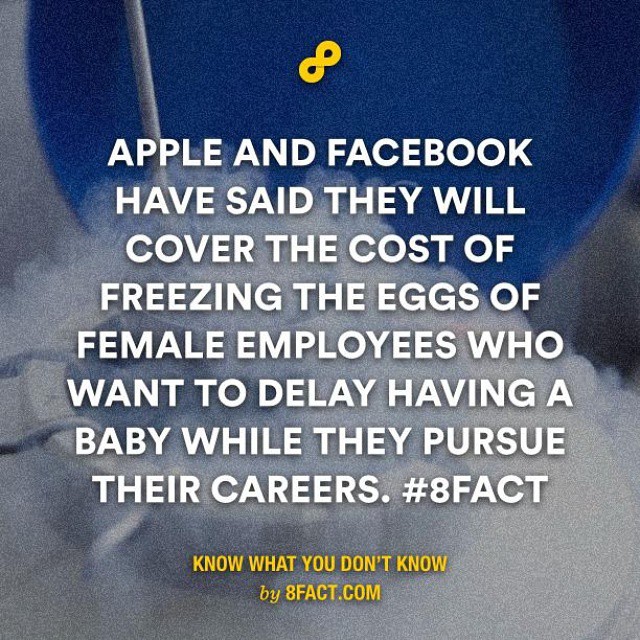 APPLE AND FACEBOOK
HAVE SAID THEY WILL
COVER THE COST OF
FREEZING THE EGGS OF
FEMALE EMPLOYEES WHO
WANT TO DELAY HAVING A
BABY WHILE THEY PURSUE
THEIR CAREERS. #8FACT
KNOW WHAT YOU DON'T KNOW
by 8FACT.COM